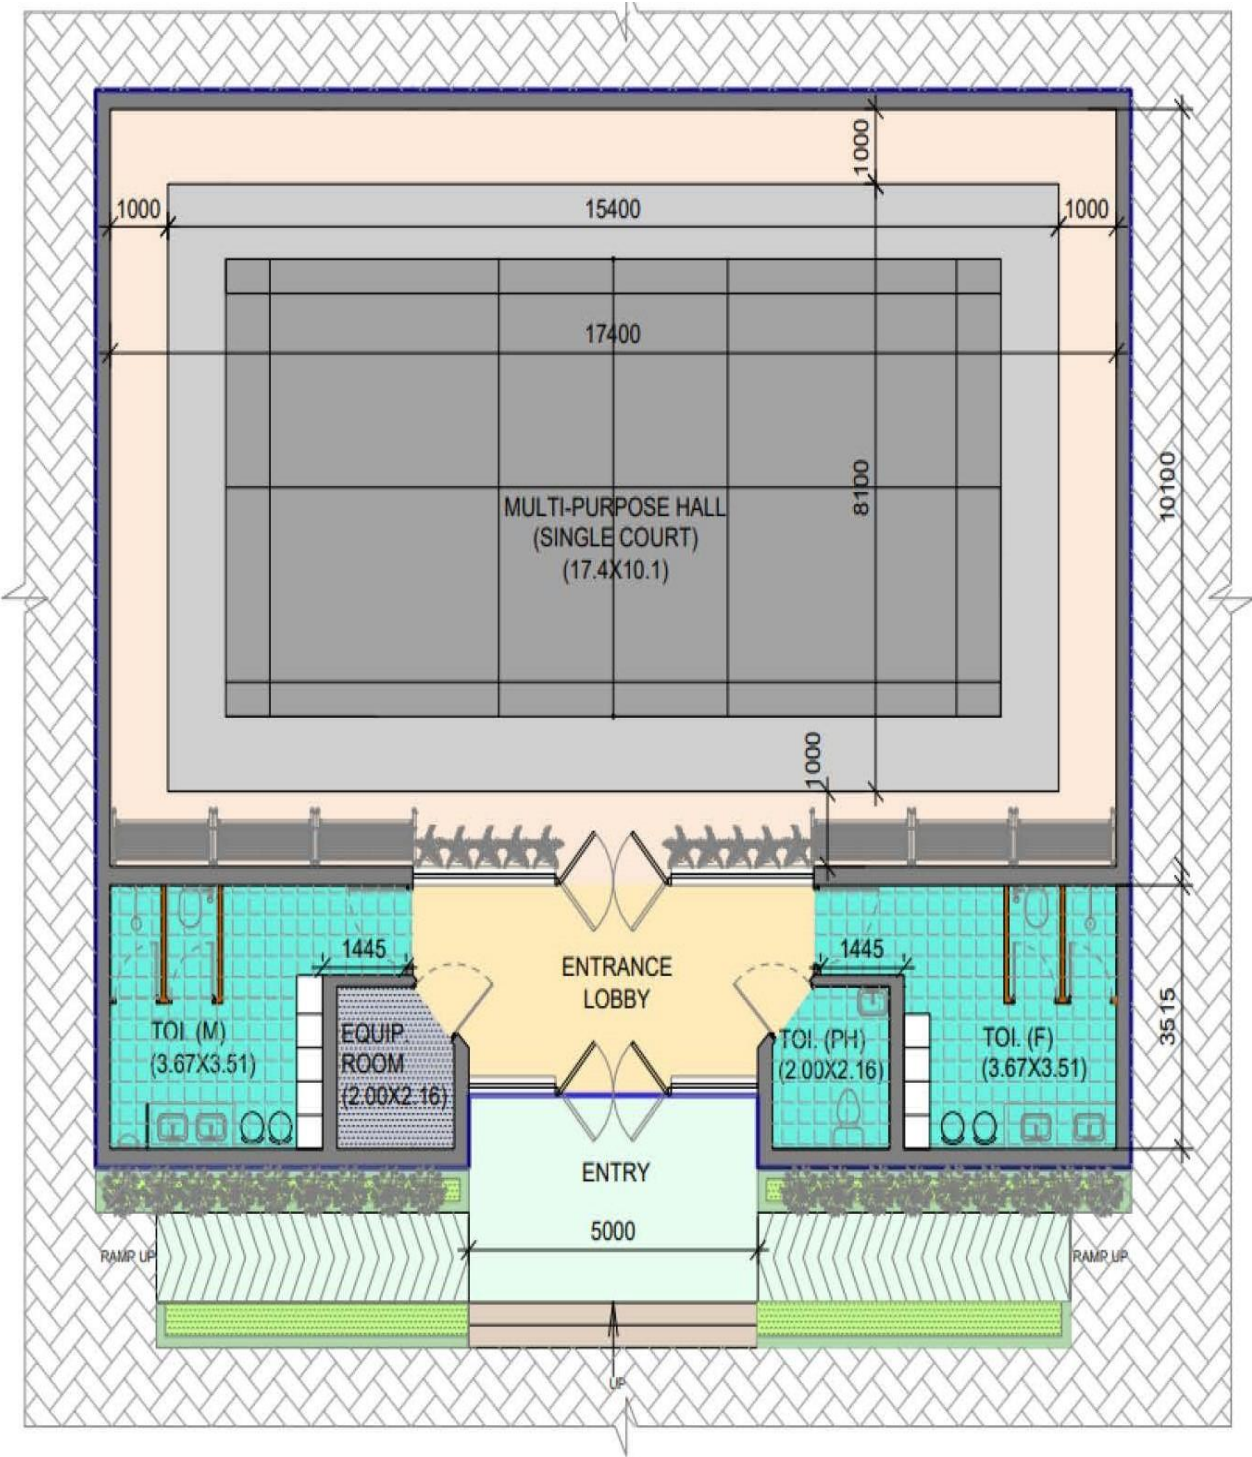 1000
1000
15400
1000
17400
8100
10100
MULTI-PURPOSE HALL
(SINGLE COURT)
(17.4X10.1)
1000
1445
ENTRANCE
LOBBY
1445
3515
TOI. (M)
(3.67X3.51)
EQUIP.
ROOM
(2.00X2.16)
TOI. (PH)
(2.00X2.16)
TOI. (F)
(3.67X3.51)
ENTRY
5000
RAMP UP
RAMP UP
UP